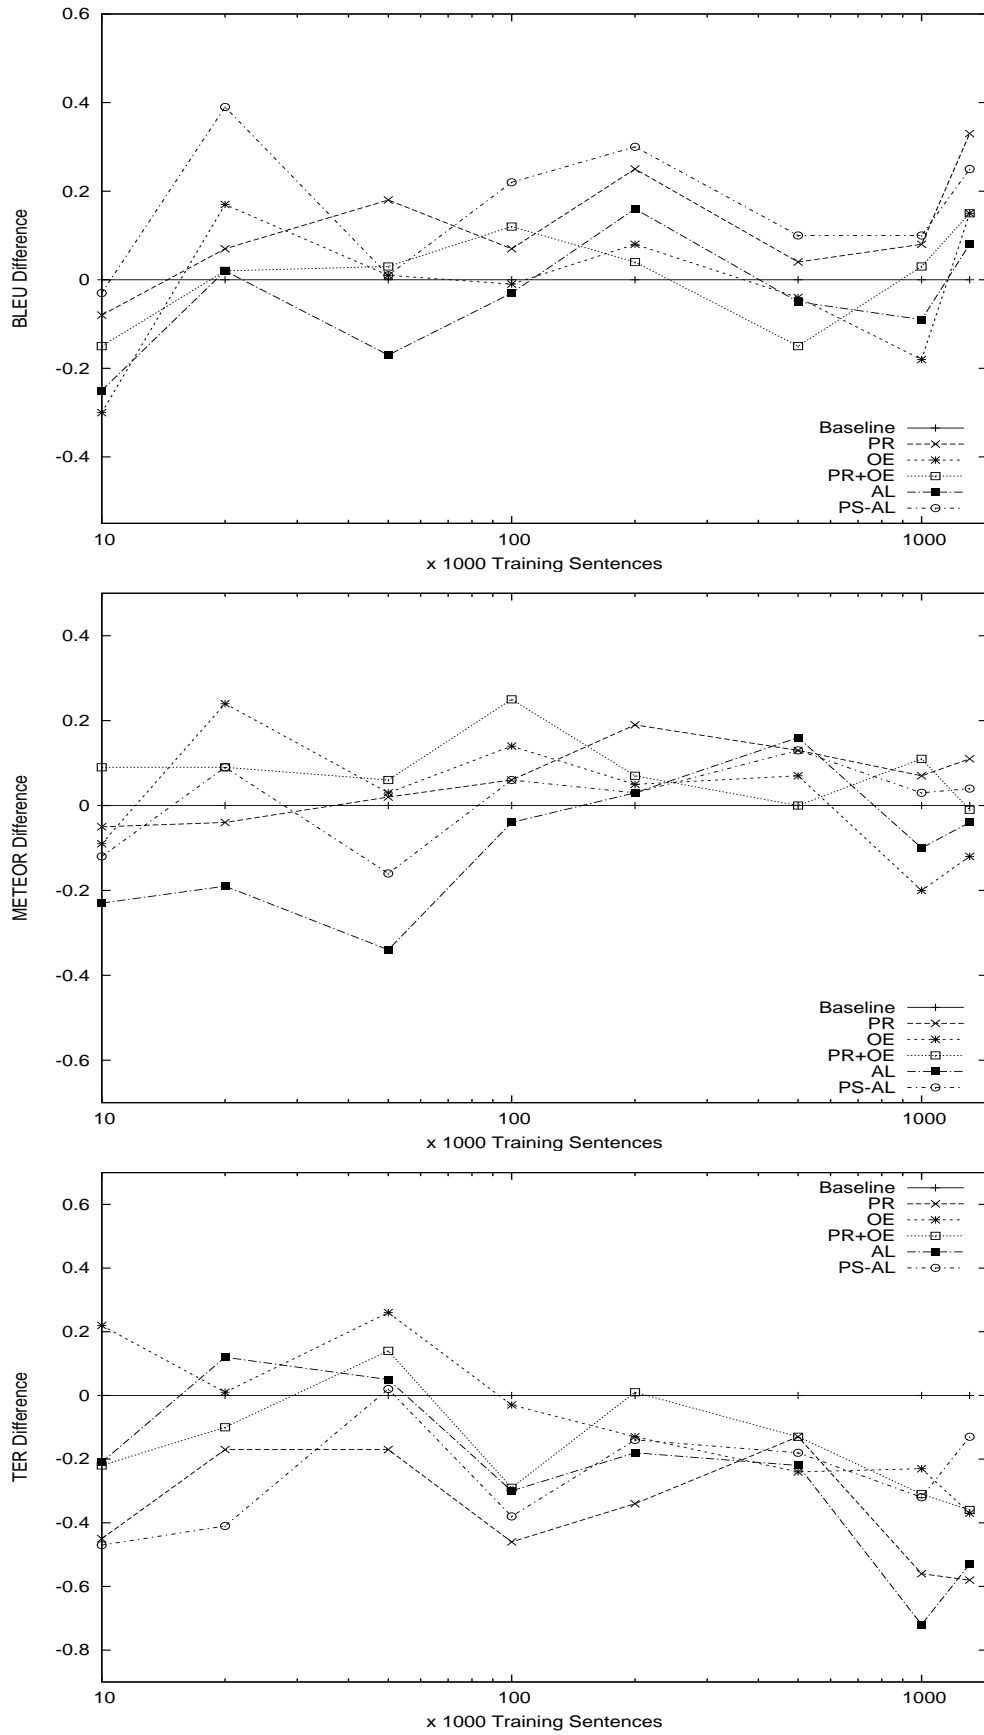 0.6
0.4
0.2
0
-0.2
-0.4
BLEU Difference
Baseline
PR
OE
PR+OE
AL
PS-AL
10
100
1000
x 1000 Training Sentences
0.4
0.2
0
-0.2
-0.4
-0.6
METEOR Difference
Baseline
PR
OE
PR+OE
AL
PS-AL
10
100
1000
x 1000 Training Sentences
0.6
0.4
0.2
0
-0.2
-0.4
-0.6
-0.8
TER Difference
Baseline
PR
OE
PR+OE
AL
PS-AL
10
100
1000
x 1000 Training Sentences